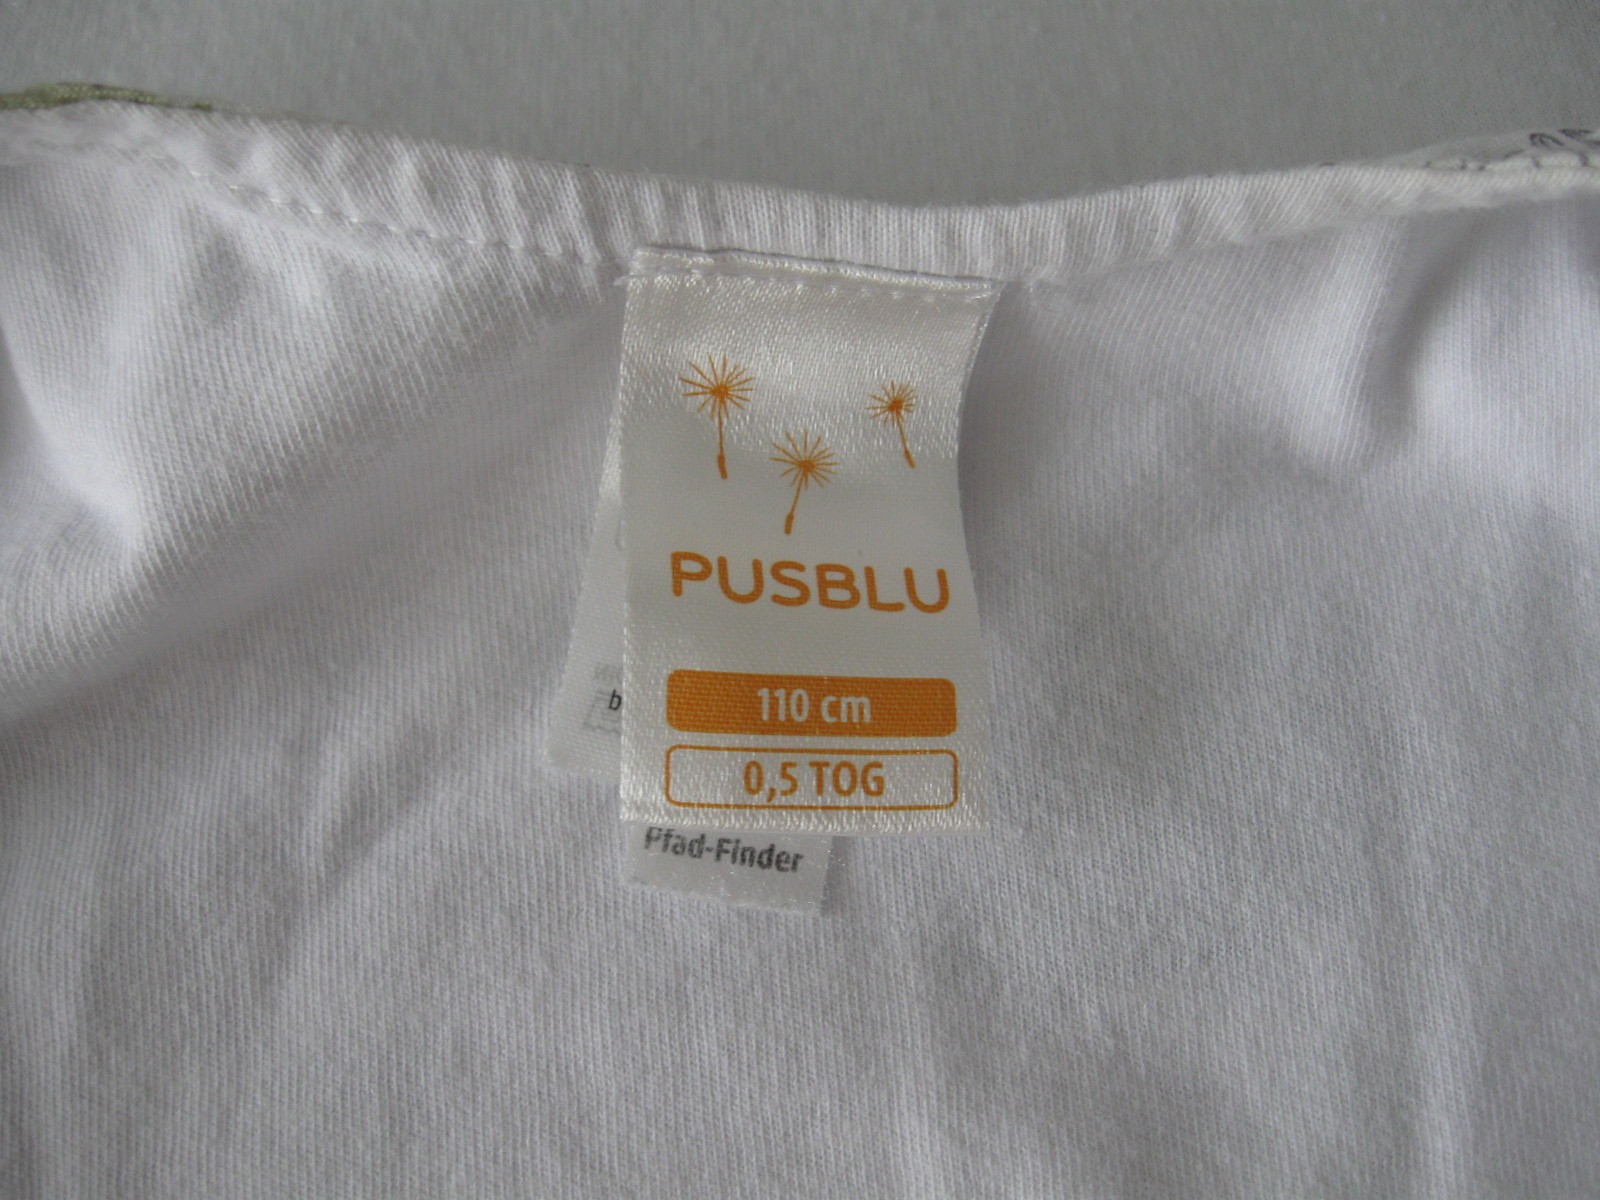 PUSBLU
110 cm
0,5 TOG
Pfad-Finder